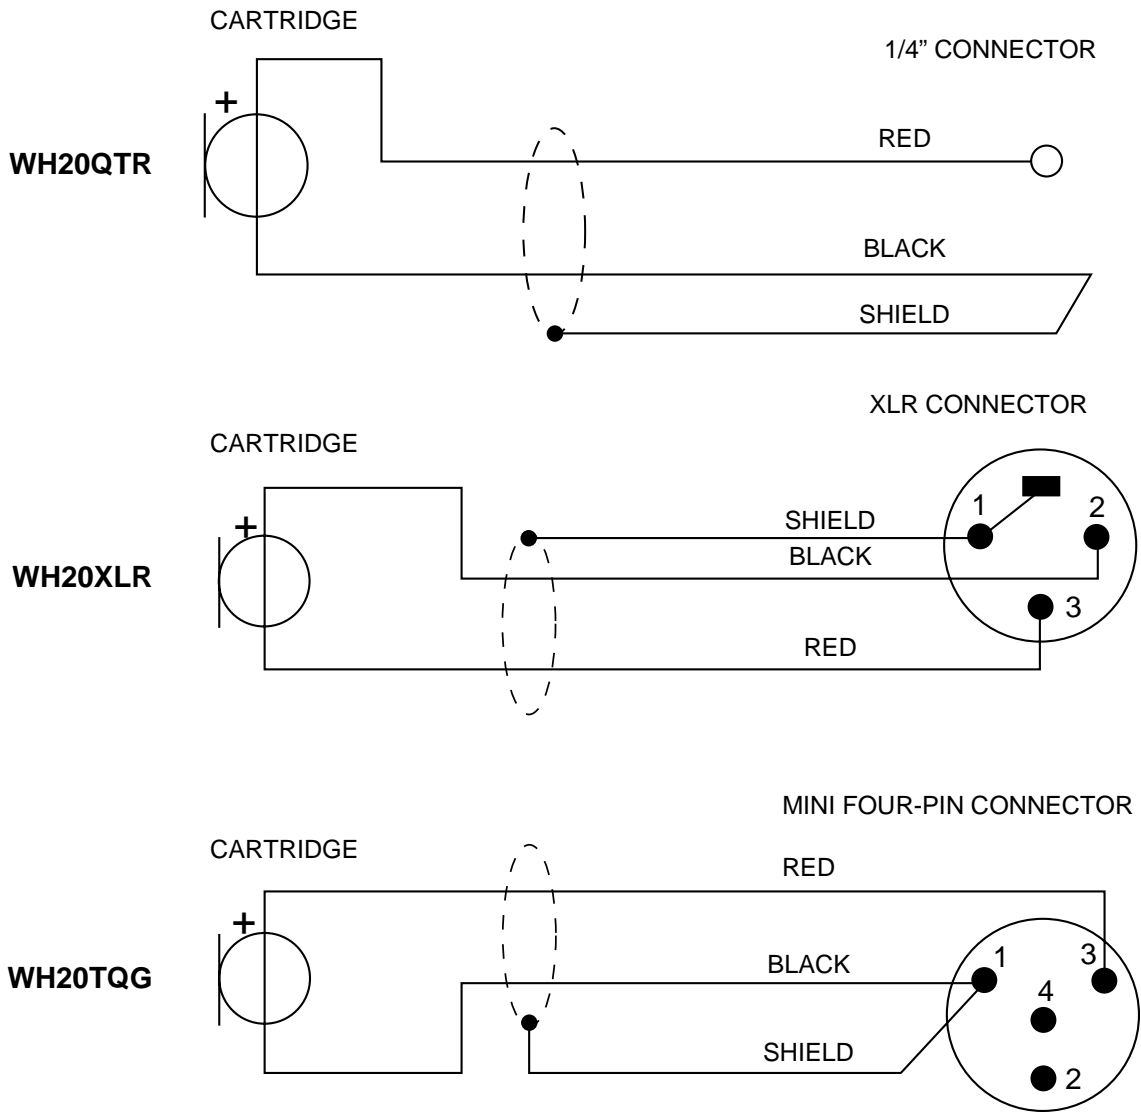 CARTRIDGE
1/4” CONNECTOR
+
RED
WH20QTR
BLACK
SHIELD
XLR CONNECTOR
CARTRIDGE
1
2
SHIELD
+
BLACK
WH20XLR
3
RED
MINI FOUR-PIN CONNECTOR
CARTRIDGE
RED
+
1
3
BLACK
WH20TQG
4
SHIELD
2